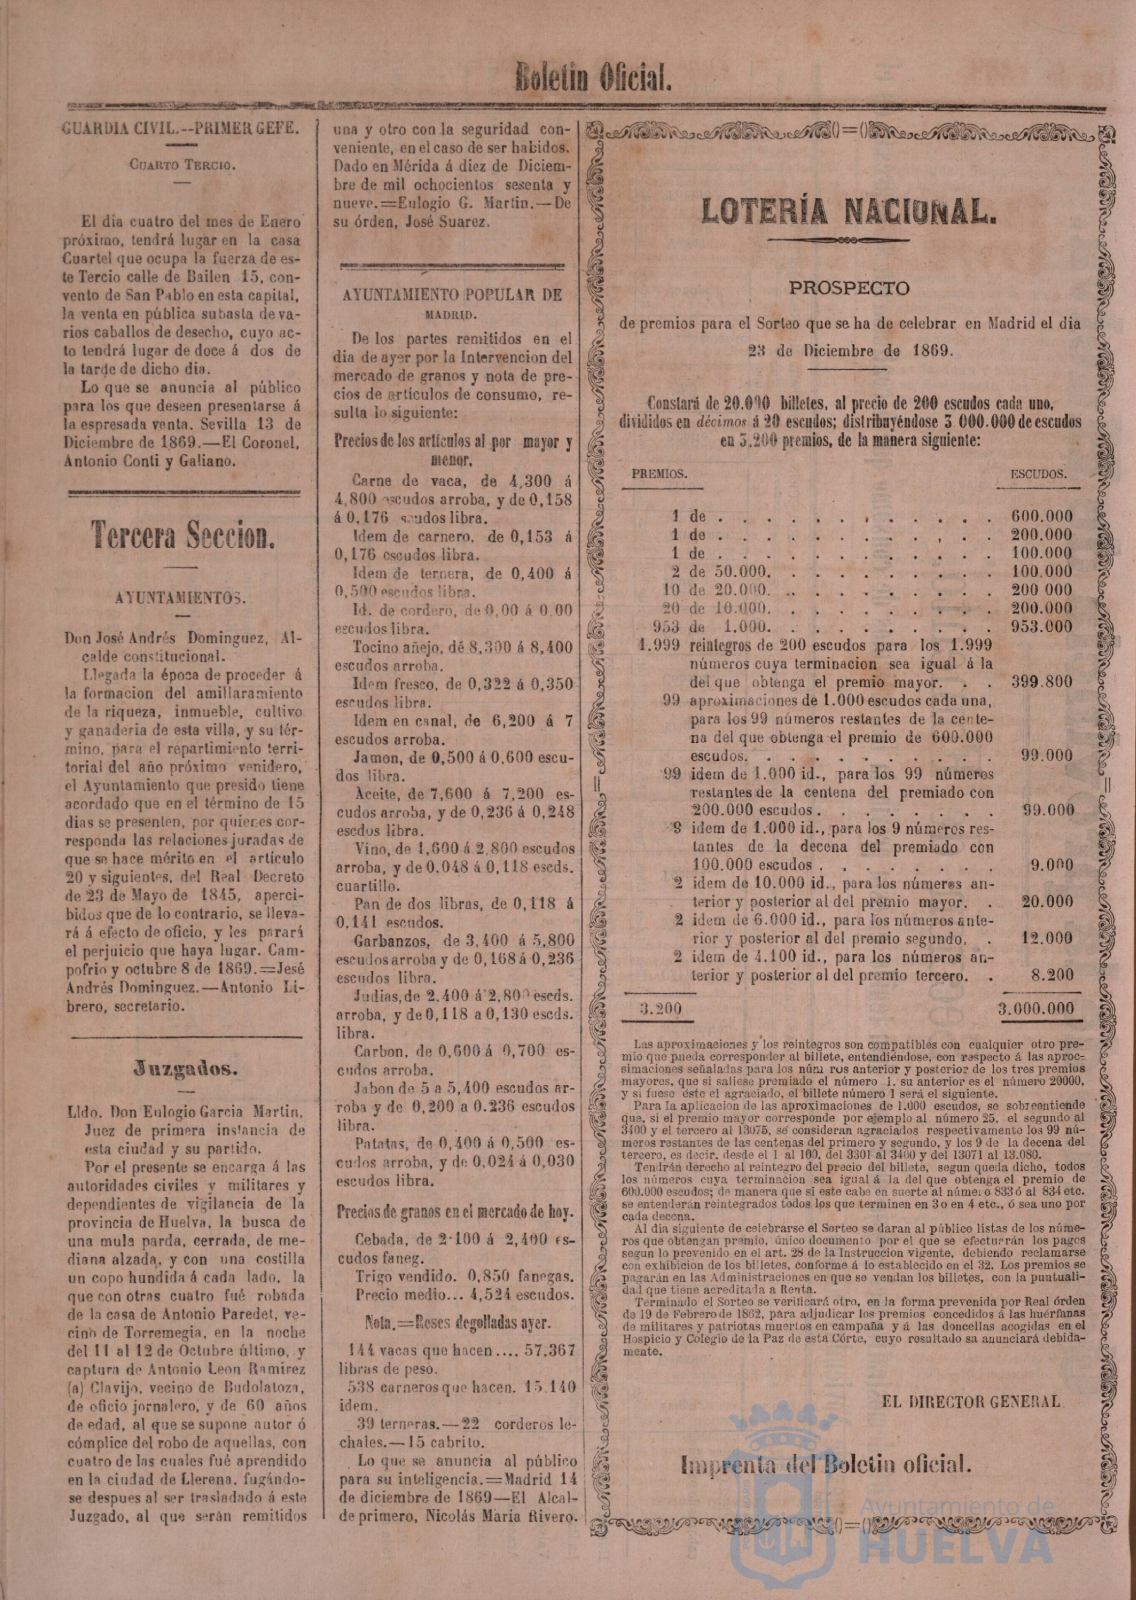 Boletin Oficial.
GUARDIA CIVIL.--PRIMER GEFE.
CUARTO TERCIO.
El dia cuatro del mes de Enero
próximo, tendrá lugar en la casa
Cuartel que ocupa la fuerza de es-
te Tercio calle de Bailen 15, con-
vento de San Pablo en esta capital,
la venta en pública subasta de va-
rios caballos de desecho, cuyo ac-
to tendrá lugar de doce á dos de
la tarde de dicho dia.
Lo que se anuncia al público
para los que deseen presentarse á
la espresada venta. Sevilla 13 de
Diciembre de 1869.—El Coronel,
Antonio Conti y Galiano.
Tercera Seccion.
AYUNTAMIENTOS.
Don José Andrés Dominguez, Al-
calde constitucional.
Llegada la época de proceder á
la formacion del amillaramiento
de la riqueza, inmueble, cultivo
y ganaderia de esta villa, y su tér-
mino, para el repartimiento terri-
torial del año próximo venidero,
el Ayuntamiento que presido tiene
acordado que en el término de 15
dias se presenten, por quienes cor-
responda las relaciones juradas de
que se hace mérito en el artículo
20 y siguientes, del Real Decreto
de 23 de Mayo de 1845, aperci-
bidos que de lo contrario, se lleva-
rá á efecto de oficio, y les parará
el perjuicio que haya lugar. Cam-
pofrio y octubre 8 de 1869.=José
Andrés Dominguez.—Antonio Li-
brero, secretario.
Juzgados.
Lldo. Don Eulogio Garcia Martin,
Juez de primera instancia de
esta ciudad y su partido.
Por el presente se encarga á las
autoridades civiles y militares y
dependientes de vigilancia de la
provincia de Huelva, la busca de
una mula parda, cerrada, de me-
diana alzada, y con una costilla
un copo hundida á cada lado, la
que con otras cuatro fué robada
de la casa de Antonio Paredet, ve-
cino de Torremegia, en la noche
del 11 al 12 de Octubre último, y
captura de Antonio Leon Ramirez
(a) Clavijo, vecino de Budolatoza,
de oficio jornalero, y de 60 años
de edad, al que se supone autor ó
cómplice del robo de aquellas, con
cuatro de las cuales fué aprendido
en la ciudad de Llerena, fugándo-
se despues al ser trasladado á este
Juzgado, al que serán remitidos
una y otro con la seguridad con-
veniente, en el caso de ser habidos.
Dado en Mérida á diez de Diciem-
bre de mil ochocientos sesenta y
nueve.=Eulogio G. Martin.—De
su órden, José Suarez.
AYUNTAMIENTO POPULAR DE
MADRID.
De los partes remitidos en el
dia de ayer por la Intervencion del
mercado de granos y nota de pre-
cios de artículos de consumo, re-
sulta lo siguiente:
Precios de los artículos al por mayor y
menor.
Carne de vaca, de 4,300 á
4,800 escudos arroba, y de 0,158
á 0,176 scudos libra.
Idem de carnero, de 0,153 á
0,176 escudos libra.
Idem de ternera, de 0,400 á
0,500 escudos libra.
Id. de cordero, de 0,00 á 0,00
escudos libra.
Tocino añejo, dé 8,300 á 8,400
escudos arroba.
Idem fresco, de 0,322 á 0,350
escudos libra.
Idem en canal, de 6,200 á 7
escudos arroba.
Jamon, de 0,500 á 0,600 escu-
dos libra.
Aceite, de 7,600 á 7,200 es-
cudos arroba, y de 0,236 á 0,248
escdos libra.
Vino, de 1,600 á 2,800 escudos
arroba, y de 0,048 á 0,118 escds.
cuartillo.
Pan de dos libras, de 0,118 á
0,141 escudos.
Garbanzos, de 3,400 á 5,800
escudos arroba y de 0,168 á 0,236
escudos libra.
Judias, de 2.400 á 2,800 escds.
arroba, y de 0,118 a 0,130 escds.
libra.
Carbon, de 0,600 á 0,700 es-
cudos arroba.
Jabon de 5 a 5,400 escudos ar-
roba y de 0,200 a 0.236 escudos
libra.
Patatas, de 0,400 á 0,500 es-
cudos arroba, y de 0,024 á 0,030
escudos libra.
Precios de granos en el mercado de hoy.
Cebada, de 2-100 á 2,400 es-
cudos faneg.
Trigo vendido. 0,850 fanegas.
Precio medio... 4,524 escudos.
Nota.=Reses degolladas ayer.
144 vacas que hacen.... 57.367
libras de peso.
538 carneros que hacen. 15.140
idem.
39 terneras.—22 corderos le-
chales.—15 cabrito.
Lo que se anuncia al público
para su inteligencia.=Madrid 14
de diciembre de 1869—El Alcal-
de primero, Nicolás Maria Rivero.
LOTERÍA NACIONAL.
PROSPECTO
de premios para el Sorteo que se ha de celebrar en Madrid el dia
23 de Diciembre de 1869.
Constará de 20.000 billetes, al precio de 200 escudos cada uno,
divididos en décimos á 20 escudos; distribuyéndose 3 000.000 de escudos
en 3,200 premios, de la manera siguiente:
PREMIOS. ESCUDOS.
1 de . . . . . . . . . . 600.000
1 de . . . . . . . . . . 200.000
1 de . . . . . . . . . . 100.000
2 de 50.000. . . . . . . . 100.000
10 de 20.000. . . . . . . . 200 000
20 de 10.000. . . . . . . . 200.000
953 de 1.000. . . . . . . . 953.000
1.999 reintegros de 200 escudos para los 1.999
números cuya terminacion sea igual á la
del que obtenga el premio mayor. . . 399.800
99 aproximaciones de 1.000 escudos cada una,
para los 99 números restantes de la cente-
na del que obtenga el premio de 600.000
escudos. . . . . . . . . 99.000
99 idem de 1.000 id., para los 99 números
restantes de la centena del premiado con
200.000 escudos . . . . . . . 99.000
9 idem de 1.000 id., para los 9 números res-
tantes de la decena del premiado con
100.000 escudos . . . . . . . 9.000
2 idem de 10.000 id., para los números an-
terior y posterior al del premio mayor. . 20.000
2 idem de 6.000 id., para los números ante-
rior y posterior al del premio segundo. . 12.000
2 idem de 4.100 id., para los números an-
terior y posterior al del premio tercero. . 8.200
3.200 3.000.000
Las aproximaciones y los reintegros son compatibles con cualquier otro pre-
mio que pueda corresponder al billete, entendiéndose, con respecto á las aproc-
simaciones señaladas para los núm ros anterior y posterior de los tres premios
mayores, que si saliese premiado el número 1, su anterior es el número 20000,
y si fuese éste el agraciado, el billete número 1 será el siguiente.
Para la aplicacion de las aproximaciones de 1.000 escudos, se sobreentiende
que, si el premio mayor corresponde por ejemplo al número 25, el segundo al
3400 y el tercero al 13075, se consideran agraciados respectivamente los 99 nú-
meros restantes de las centenas del primero y segundo, y los 9 de la decena del
tercero, es decir, desde el 1 al 100, del 3301 al 3400 y del 13071 al 13.080.
Tendrán derecho al reintegro del precio del billete, segun queda dicho, todos
los números cuya terminacion sea igual á la del que obtenga el premio de
600.000 escudos; de manera que si este cabe en suerte al número 833 ó al 834 etc.
se entenderán reintegrados todos los que terminen en 3 o en 4 etc., ó sea uno por
cada decena.
Al dia siguiente de celebrarse el Sorteo se daran al público listas de los núme-
ros que obtengan premio, único documento por el que se efecturan los pagos
segun lo prevenido en el art. 28 de la Instruccion vigente, debiendo reclamarse
con exhibicion de los billetes, conforme á lo establecido en el 32. Los premios se
pagarán en las Administraciones en que se vendan los billetes, con la puntuali-
dad que tiene acreditada a Renta.
Terminado el Sorteo se verificará otro, en la forma prevenida por Real órden
de 19 de Febrero de 1862, para adjudicar los premios concedidos á las huérfanas
de militares y patriotas muertos en campaña y á las doncellas acogidas en el
Hospicio y Colegio de la Paz de esta Córte, cuyo resultado sa anunciará debida-
mente.
EL DIRECTOR GENERAL
Imprenta del Boletin oficial.
Ayuntamiento de
HUELVA